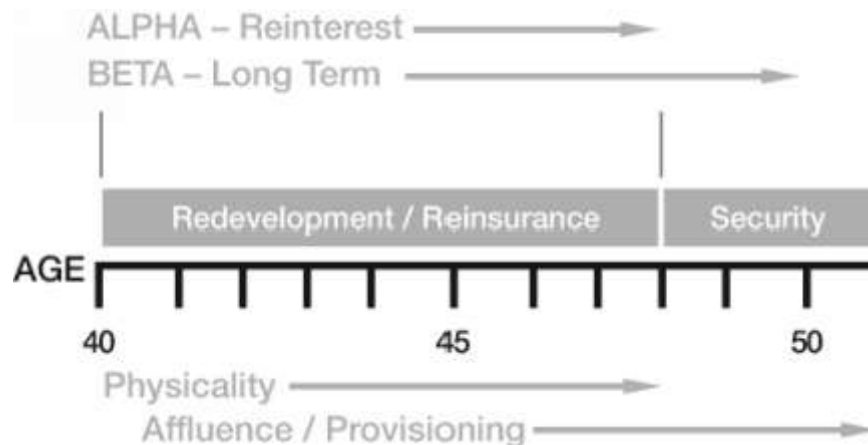 ALPHA – Reinterest
BETA – Long Term
Redevelopment / Reinsurance Security
AGE
40 45 50
Physicality
Affluence / Provisioning